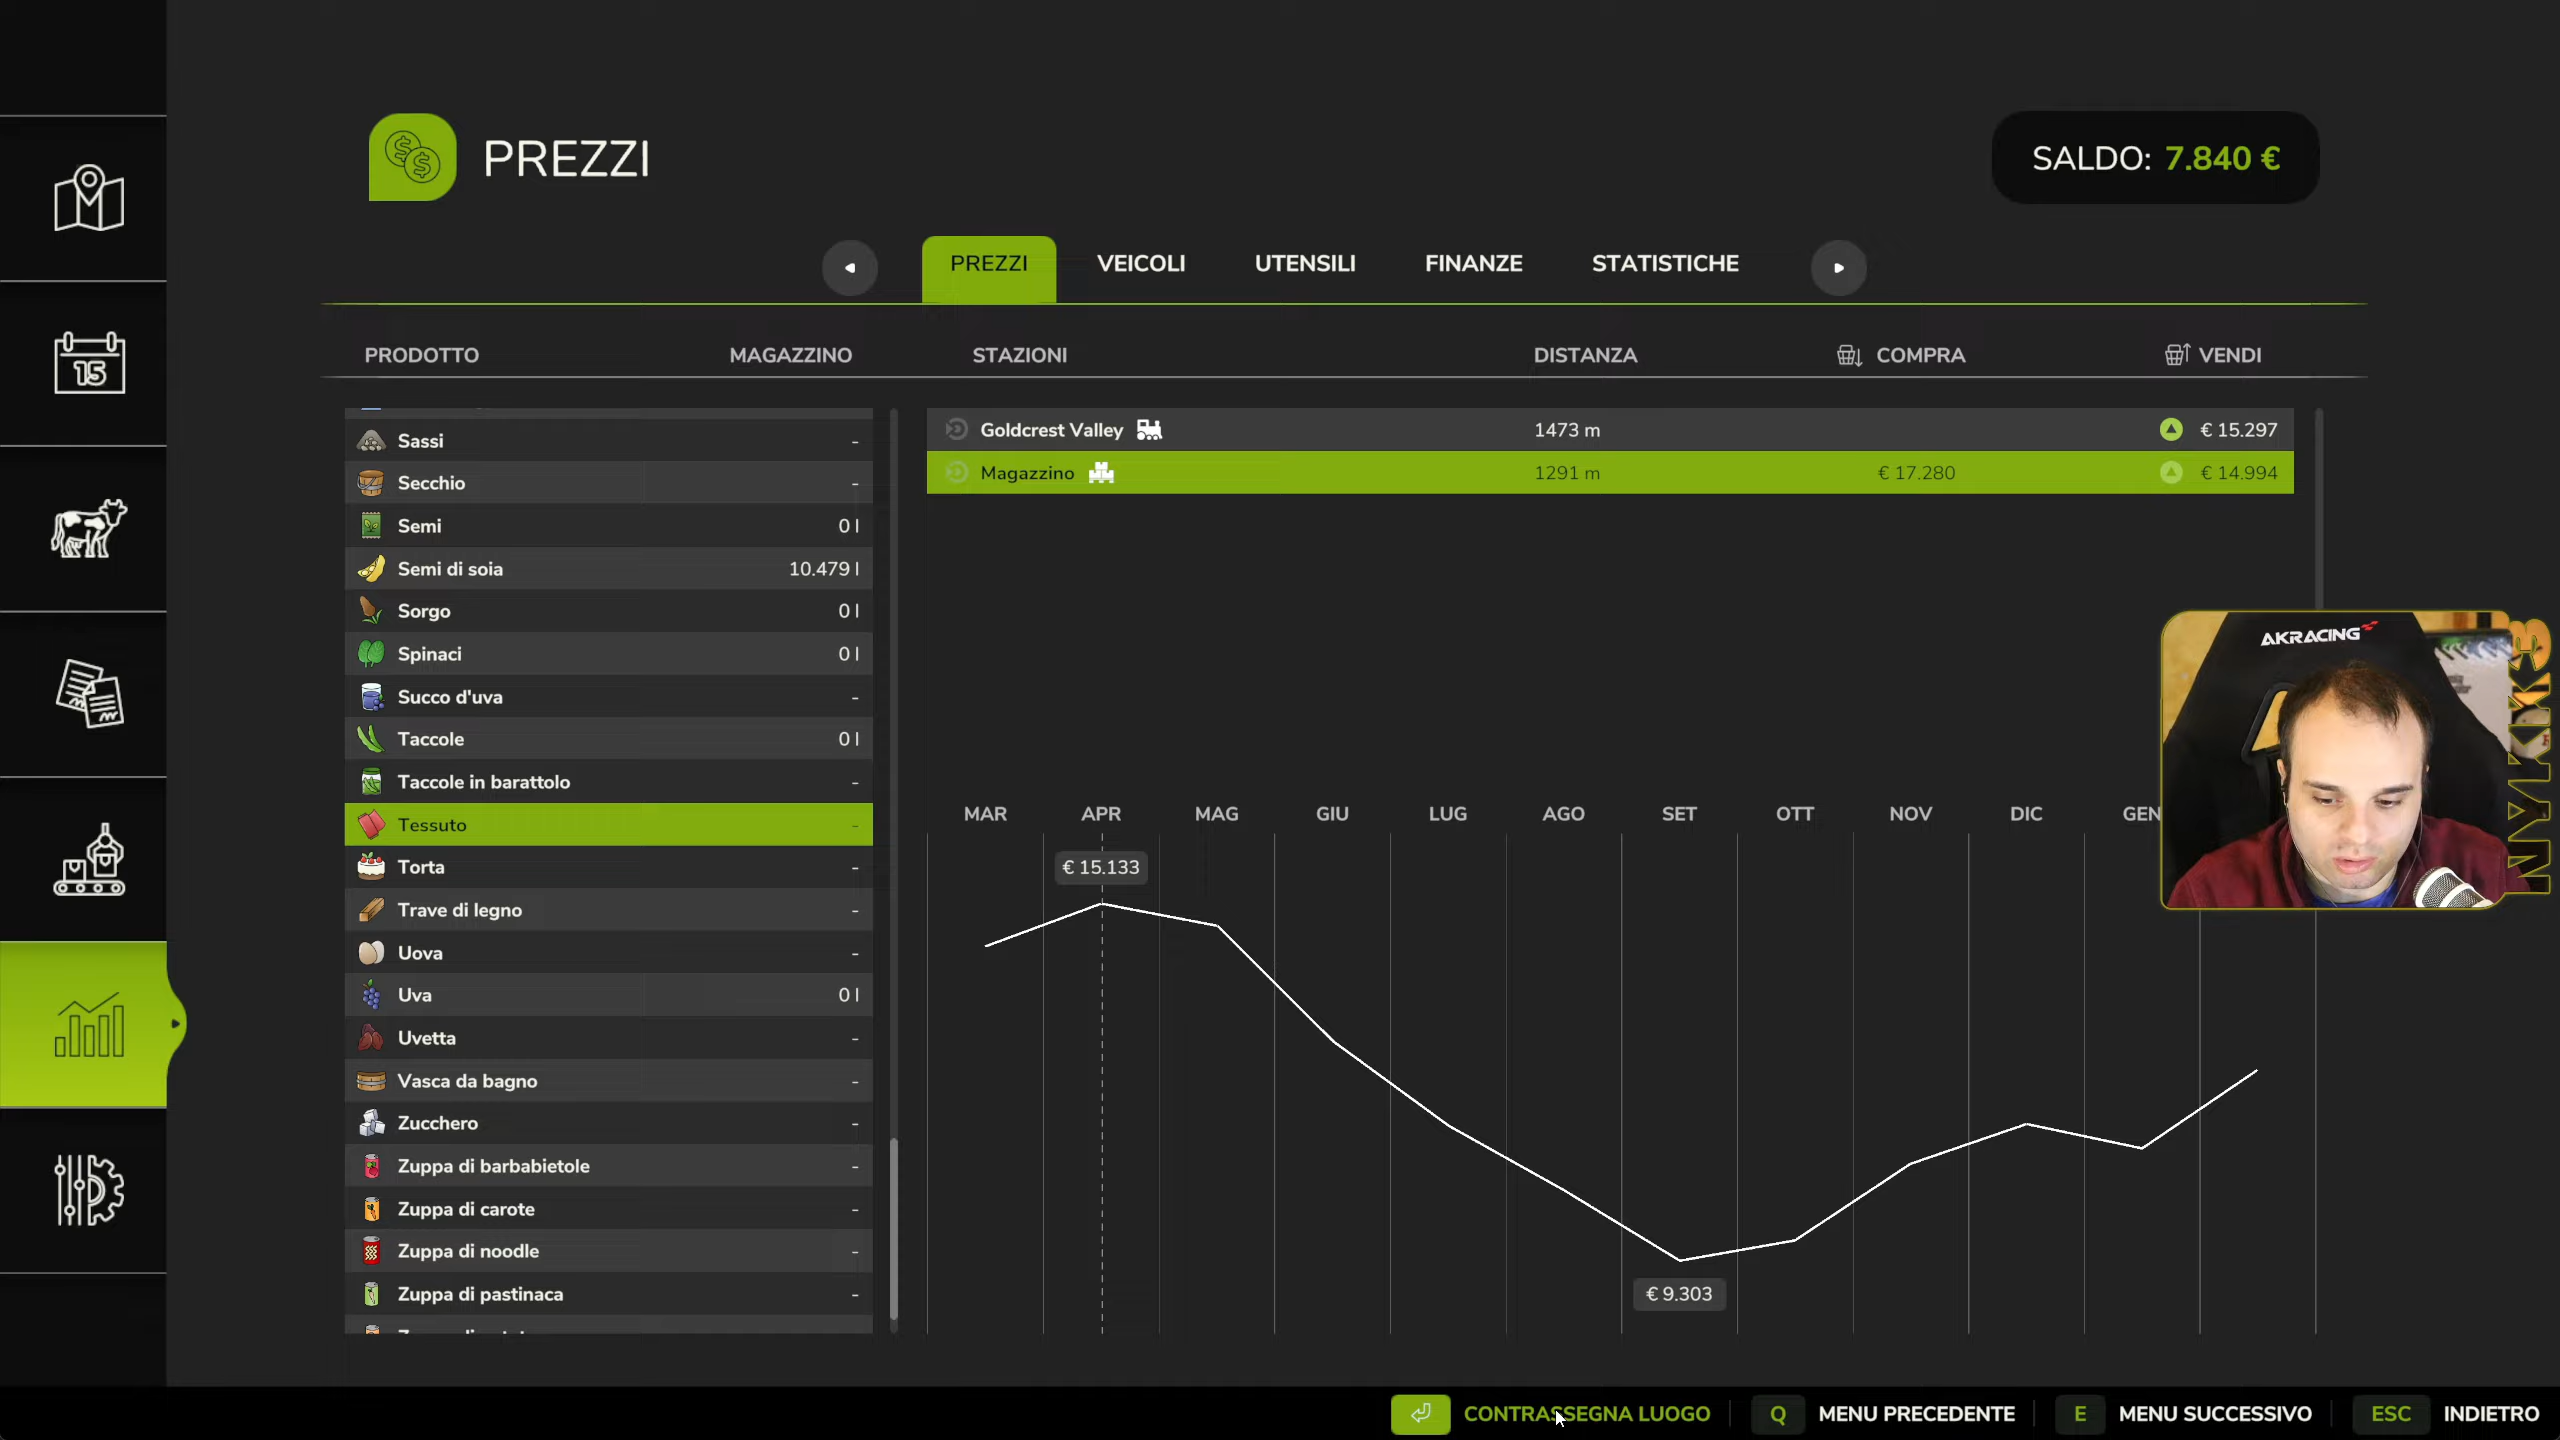 PREZZI
SALDO: 7.840 €
PREZZI VEICOLI UTENSILI FINANZE STATISTICHE
PRODOTTO MAGAZZINO STAZIONI DISTANZA COMPRA VENDI
Sassi -
Secchio -
Semi 0 l
Semi di soia 10.479 l
Sorgo 0 l
Spinaci 0 l
Succo d'uva -
Taccole 0 l
Taccole in barattolo -
Tessuto -
Torta -
Trave di legno -
Uova -
Uva 0 l
Uvetta -
Vasca da bagno -
Zucchero -
Zuppa di barbabietole -
Zuppa di carote -
Zuppa di noodle -
Zuppa di pastinaca -
Goldcrest Valley 1473 m € 15.297
Magazzino 1291 m € 17.280 € 14.994
MAR APR MAG GIU LUG AGO SET OTT NOV DIC GEN
€ 15.133
€ 9.303
15
AKRACING
NYKK3
CONTRASSEGNA LUOGO Q MENU PRECEDENTE E MENU SUCCESSIVO ESC INDIETRO